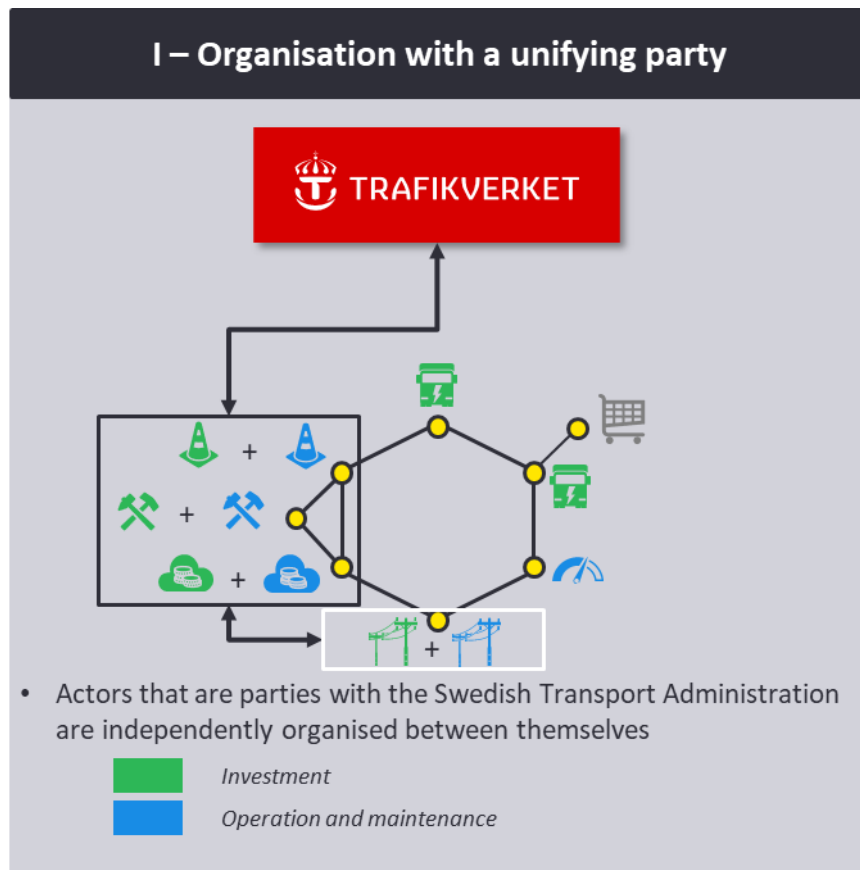 I – Organisation with a unifying party
TRAFIKVERKET
+
+
+
+
• Actors that are parties with the Swedish Transport Administration
are independently organised between themselves
Investment
Operation and maintenance